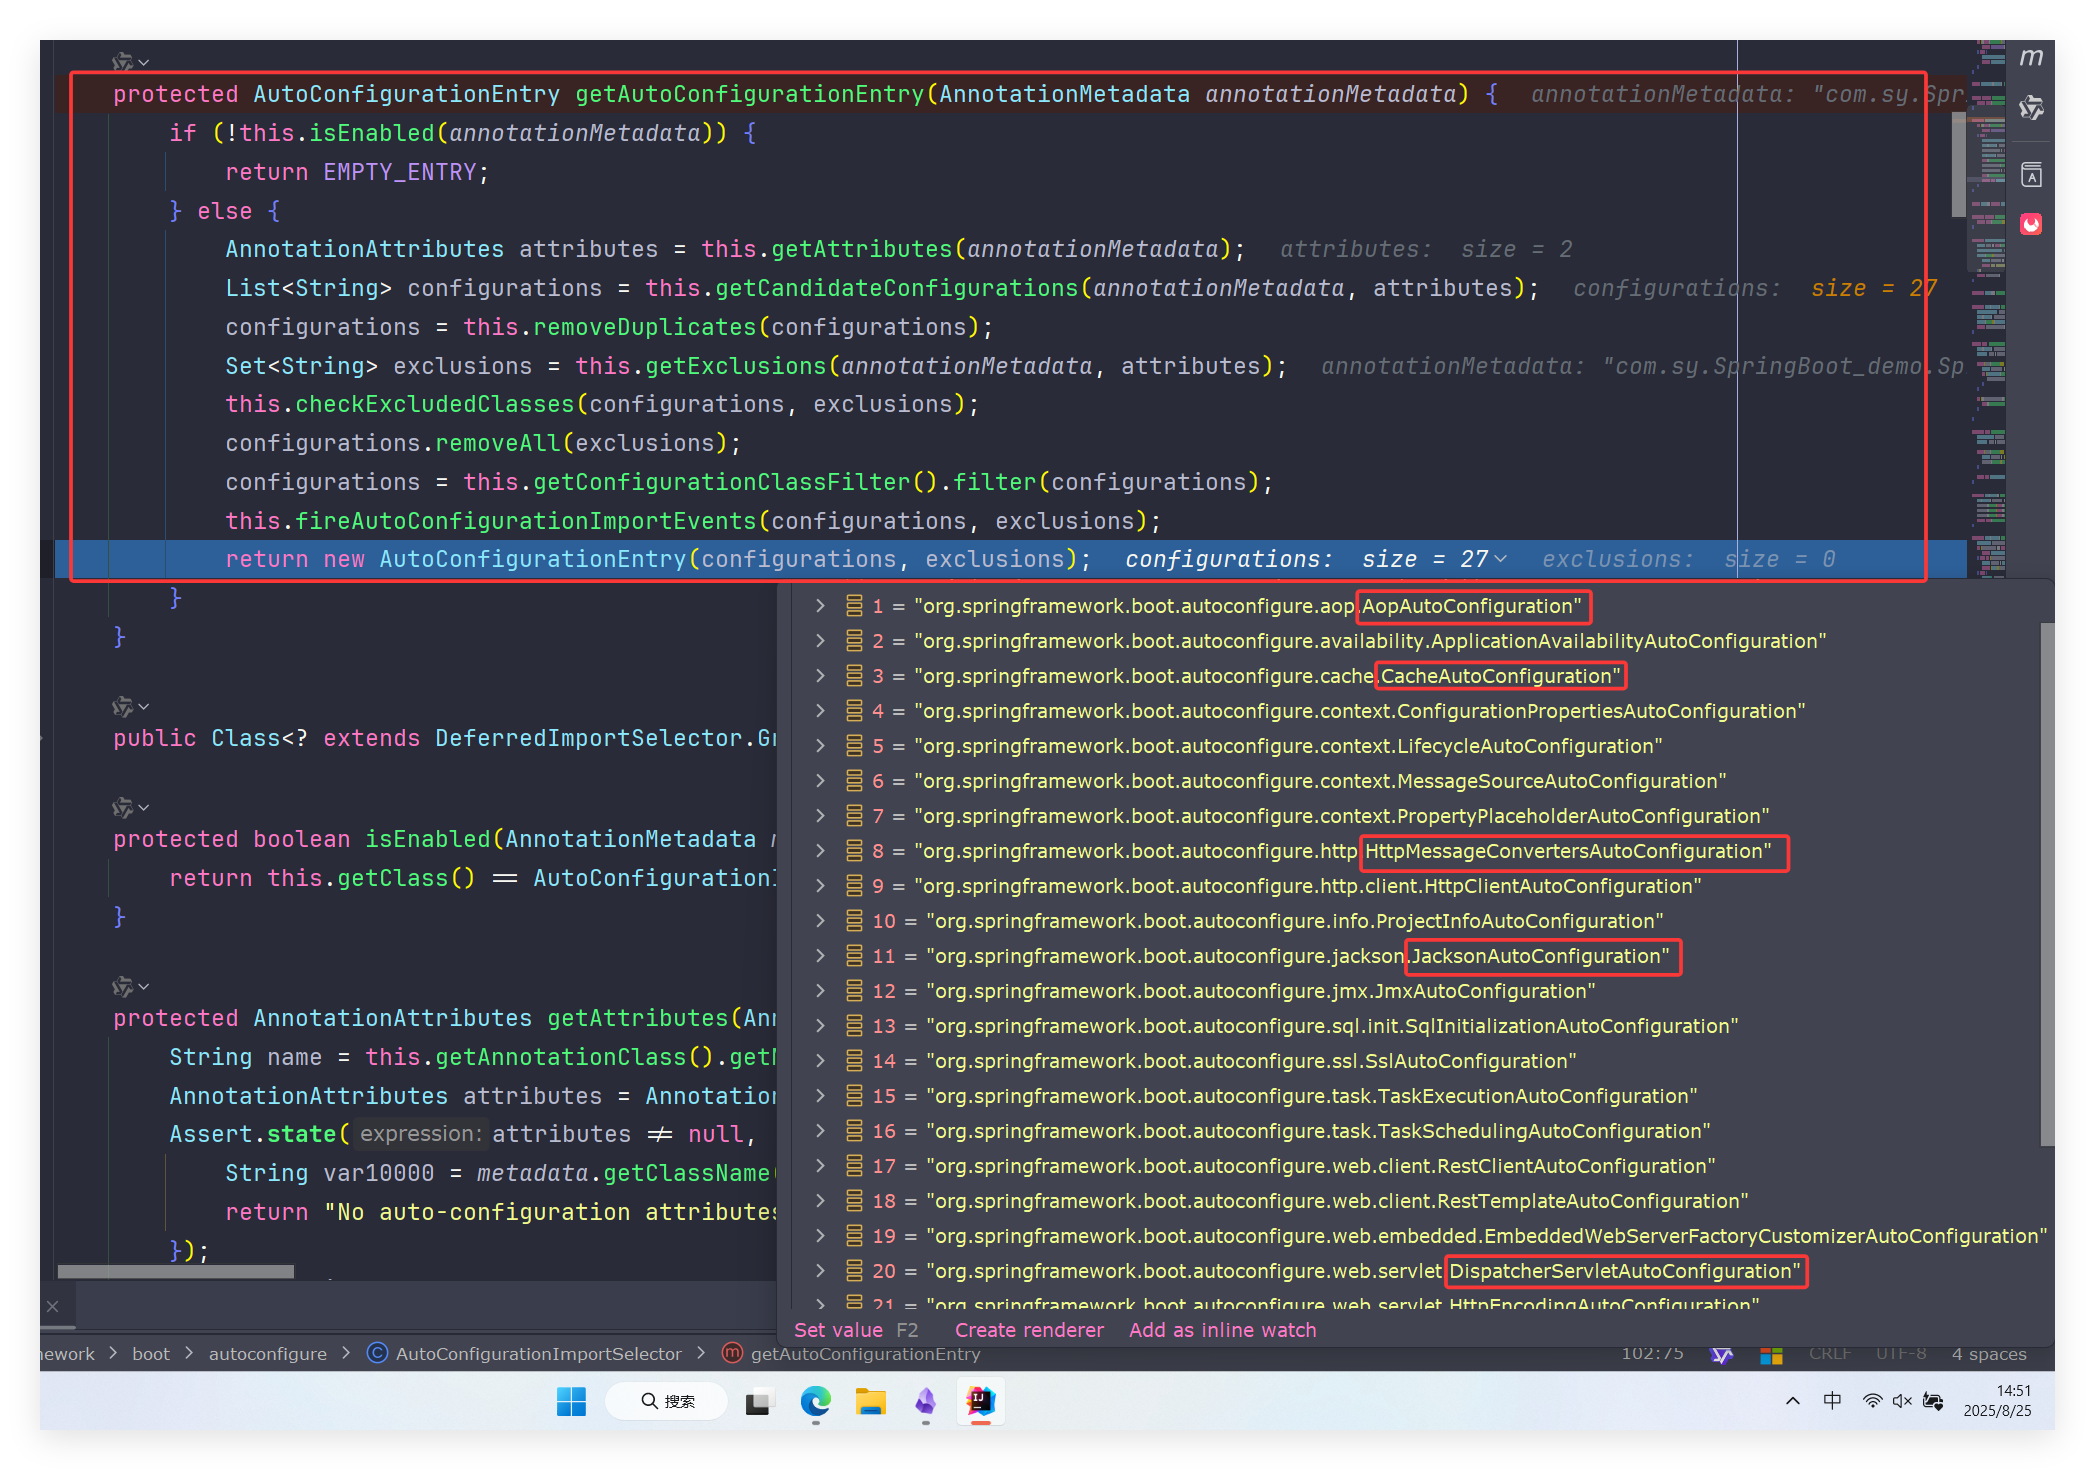 protected AutoConfigurationEntry getAutoConfigurationEntry(AnnotationMetadata annotationMetadata) {   annotationMetadata: "com.sy.Spr
if (!this.isEnabled(annotationMetadata)) {
return EMPTY_ENTRY;
} else {
AnnotationAttributes attributes = this.getAttributes(annotationMetadata);   attributes:  size = 2
List<String> configurations = this.getCandidateConfigurations(annotationMetadata, attributes);   configurations:  size = 27
configurations = this.removeDuplicates(configurations);
Set<String> exclusions = this.getExclusions(annotationMetadata, attributes);   annotationMetadata: "com.sy.SpringBoot_demo.Sp
this.checkExcludedClasses(configurations, exclusions);
configurations.removeAll(exclusions);
configurations = this.getConfigurationClassFilter().filter(configurations);
this.fireAutoConfigurationImportEvents(configurations, exclusions);
return new AutoConfigurationEntry(configurations, exclusions);   configurations:  size = 27   exclusions:  size = 0
}
}
public Class<? extends DeferredImportSelector.Gr
protected boolean isEnabled(AnnotationMetadata m
return this.getClass() == AutoConfigurationI
}
protected AnnotationAttributes getAttributes(Ann
String name = this.getAnnotationClass().getN
AnnotationAttributes attributes = Annotation
Assert.state( expression: attributes != null,
String var10000 = metadata.getClassName(
return "No auto-configuration attributes
});
1 = "org.springframework.boot.autoconfigure.aop.AopAutoConfiguration"
2 = "org.springframework.boot.autoconfigure.availability.ApplicationAvailabilityAutoConfiguration"
3 = "org.springframework.boot.autoconfigure.cache.CacheAutoConfiguration"
4 = "org.springframework.boot.autoconfigure.context.ConfigurationPropertiesAutoConfiguration"
5 = "org.springframework.boot.autoconfigure.context.LifecycleAutoConfiguration"
6 = "org.springframework.boot.autoconfigure.context.MessageSourceAutoConfiguration"
7 = "org.springframework.boot.autoconfigure.context.PropertyPlaceholderAutoConfiguration"
8 = "org.springframework.boot.autoconfigure.http.HttpMessageConvertersAutoConfiguration"
9 = "org.springframework.boot.autoconfigure.http.client.HttpClientAutoConfiguration"
10 = "org.springframework.boot.autoconfigure.info.ProjectInfoAutoConfiguration"
11 = "org.springframework.boot.autoconfigure.jackson.JacksonAutoConfiguration"
12 = "org.springframework.boot.autoconfigure.jmx.JmxAutoConfiguration"
13 = "org.springframework.boot.autoconfigure.sql.init.SqlInitializationAutoConfiguration"
14 = "org.springframework.boot.autoconfigure.ssl.SslAutoConfiguration"
15 = "org.springframework.boot.autoconfigure.task.TaskExecutionAutoConfiguration"
16 = "org.springframework.boot.autoconfigure.task.TaskSchedulingAutoConfiguration"
17 = "org.springframework.boot.autoconfigure.web.client.RestClientAutoConfiguration"
18 = "org.springframework.boot.autoconfigure.web.client.RestTemplateAutoConfiguration"
19 = "org.springframework.boot.autoconfigure.web.embedded.EmbeddedWebServerFactoryCustomizerAutoConfiguration"
20 = "org.springframework.boot.autoconfigure.web.servlet.DispatcherServletAutoConfiguration"
21 = "org.springframework.boot.autoconfigure.web.servlet.HttpEncodingAutoConfiguration"
Set value F2   Create renderer   Add as inline watch
nework > boot > autoconfigure > AutoConfigurationImportSelector > getAutoConfigurationEntry   102:75   CRLF   UTF-8   4 spaces
搜索
中
14:51
2025/8/25